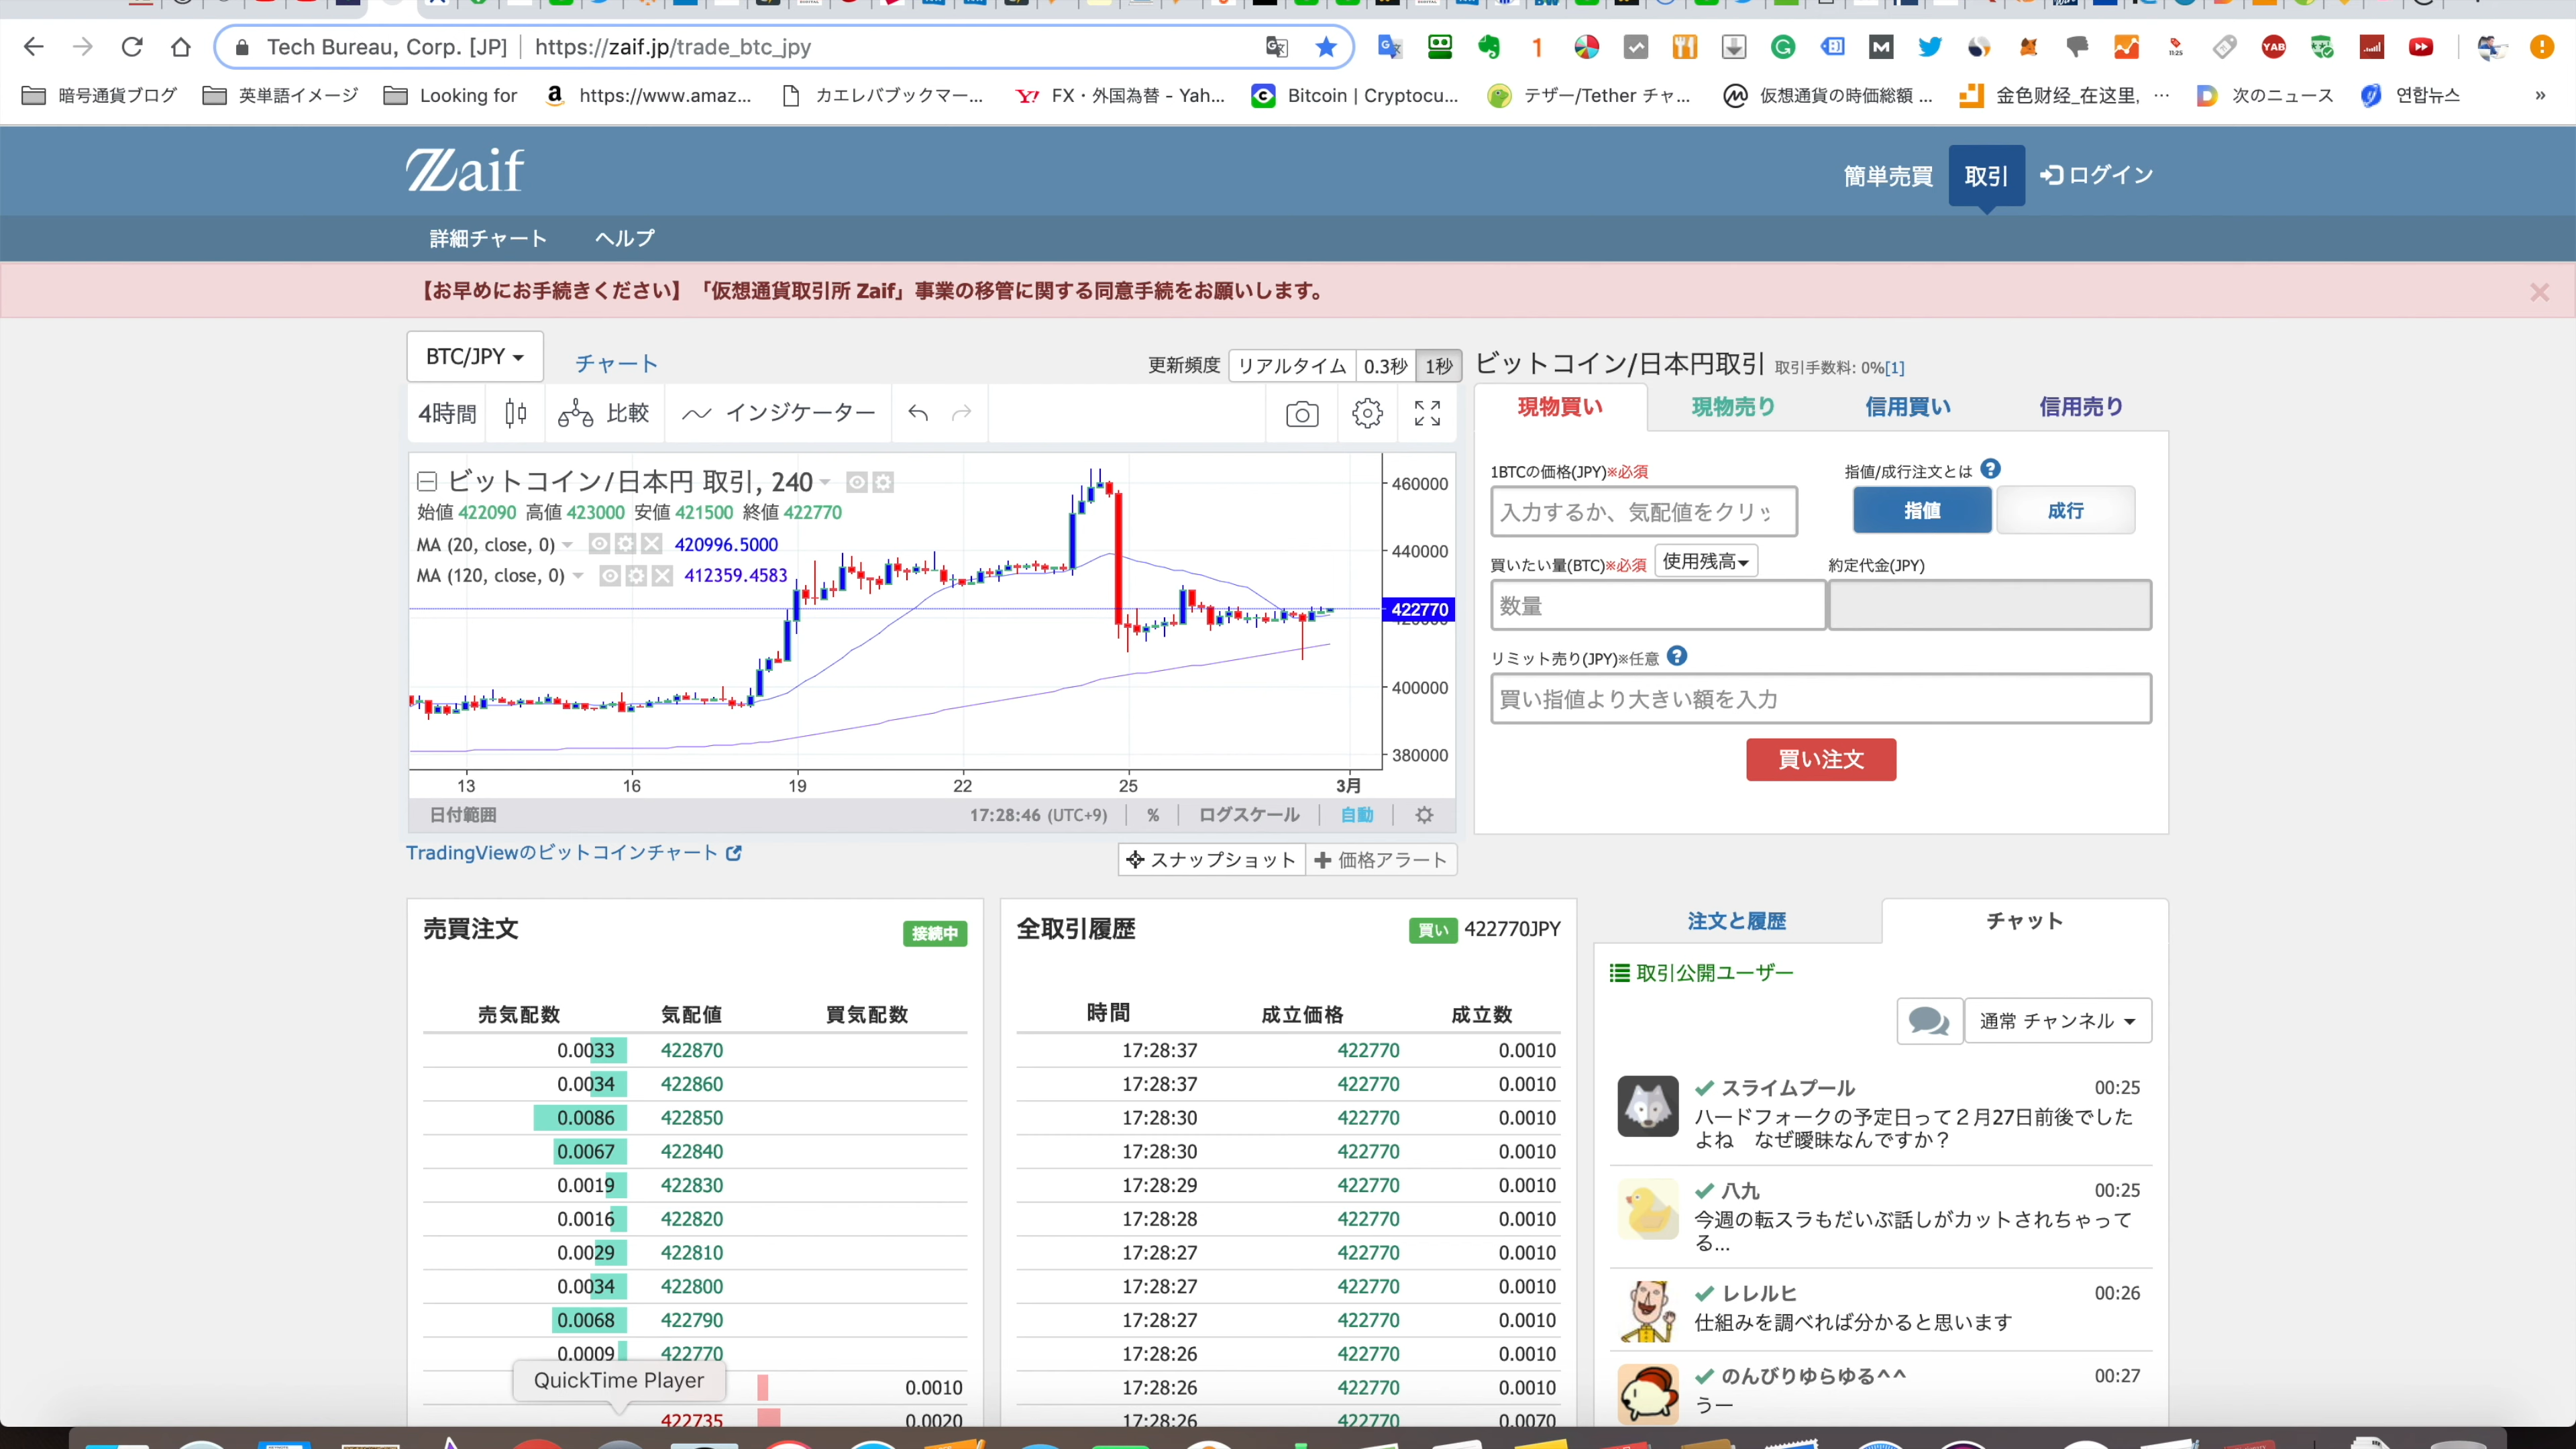 Tech Bureau, Corp. [JP] https://zaif.jp/trade_btc_jpy
暗号通貨ブログ 英単語イメージ Looking for https://www.amaz... カエレバブックマー... FX・外国為替 - Yah... Bitcoin | Cryptocu... テザー/Tether チャ... 仮想通貨の時価総額 ... 金色财经_在这里, ... 次のニュース 연합뉴스 »
Zaif
簡単売買 取引 ログイン
詳細チャート ヘルプ
【お早めにお手続きください】「仮想通貨取引所 Zaif」事業の移管に関する同意手続をお願いします。
BTC/JPY チャート 更新頻度 リアルタイム 0.3秒 1秒
4時間 比較 インジケーター
ビットコイン/日本円 取引, 240
始値 422090 高値 423000 安値 421500 終値 422770
MA (20, close, 0) 420996.5000
MA (120, close, 0) 412359.4583
460000
440000
422770
400000
380000
13 16 19 22 25 3月
日付範囲 17:28:46 (UTC+9) % ログスケール 自動
TradingViewのビットコインチャート
スナップショット 価格アラート
ビットコイン/日本円取引 取引手数料: 0%[1]
現物買い 現物売り 信用買い 信用売り
1BTCの価格(JPY)※必須 指値/成行注文とは
入力するか、気配値をクリッ 指値 成行
買いたい量(BTC)※必須 使用残高 約定代金(JPY)
数量
リミット売り(JPY)※任意
買い指値より大きい額を入力
買い注文
売買注文 接続中
売気配数 気配値 買気配数
0.0033 422870
0.0034 422860
0.0086 422850
0.0067 422840
0.0019 422830
0.0016 422820
0.0029 422810
0.0034 422800
0.0068 422790
0.0009 422770
0.0010
422735 0.0020
QuickTime Player
全取引履歴 買い 422770JPY
時間 成立価格 成立数
17:28:37 422770 0.0010
17:28:37 422770 0.0010
17:28:30 422770 0.0010
17:28:30 422770 0.0010
17:28:29 422770 0.0010
17:28:28 422770 0.0010
17:28:27 422770 0.0010
17:28:27 422770 0.0010
17:28:27 422770 0.0010
17:28:26 422770 0.0010
17:28:26 422770 0.0010
17:28:26 422770 0.0070
注文と履歴 チャット
取引公開ユーザー
通常 チャンネル
スライムプール 00:25
ハードフォークの予定日って２月27日前後でした
よね　なぜ曖昧なんですか？
八九 00:25
今週の転スラもだいぶ話しがカットされちゃって
る...
レレルヒ 00:26
仕組みを調べれば分かると思います
のんびりゆらゆる^^ 00:27
うー